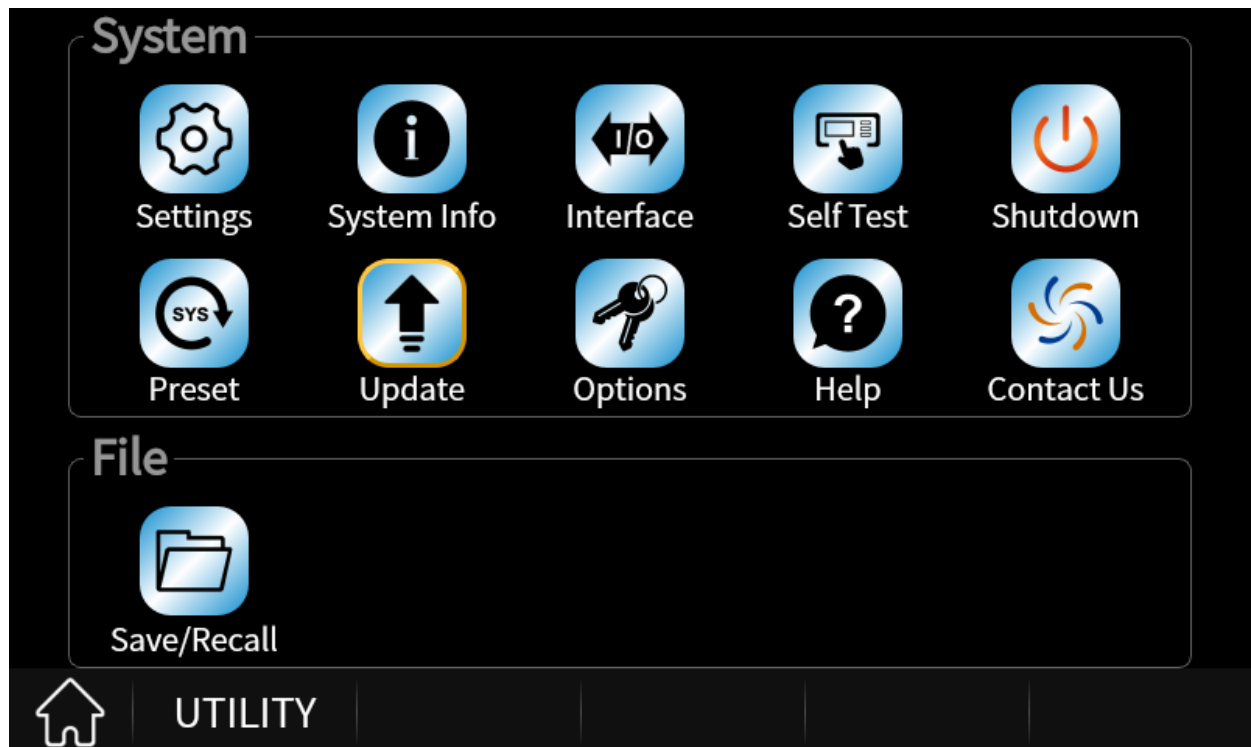 System
I/O
Settings System Info Interface Self Test Shutdown
SYS ?
Preset Update Options Help Contact Us
File
Save/Recall
UTILITY